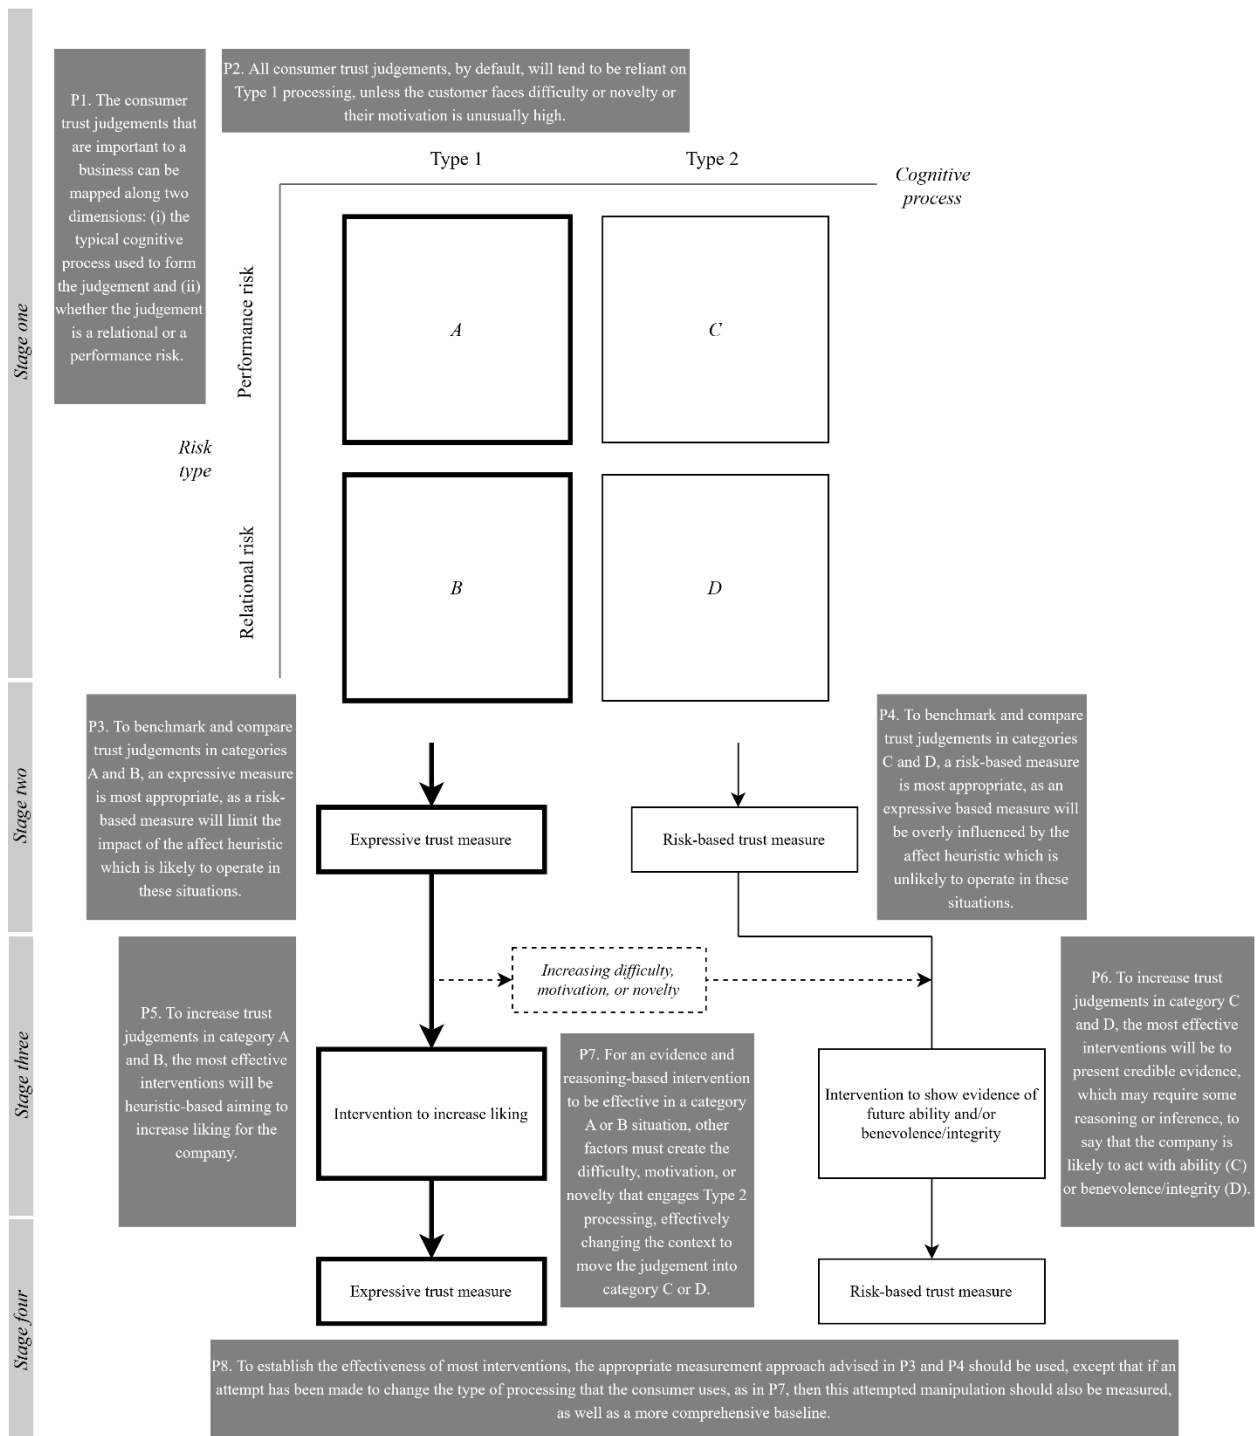 P2. All consumer trust judgements, by default, will tend to be reliant on
Type 1 processing, unless the customer faces difficulty or novelty or
their motivation is unusually high.
P1. The consumer
trust judgements that
are important to a
business can be
mapped along two
dimensions: (i) the
typical cognitive
process used to form
the judgement and (ii)
whether the judgement
is a relational or a
performance risk.
Type 1
Type 2
Cognitive
process
Stage one
Performance risk
A
C
Risk
type
Relational risk
B
D
Stage two
P3. To benchmark and compare
trust judgements in categories
A and B, an expressive measure
is most appropriate, as a risk-
based measure will limit the
impact of the affect heuristic
which is likely to operate in
these situations.
Expressive trust measure
Risk-based trust measure
P4. To benchmark and compare
trust judgements in categories
C and D, a risk-based measure
is most appropriate, as an
expressive based measure will
be overly influenced by the
affect heuristic which is
unlikely to operate in these
situations.
Stage three
P5. To increase trust
judgements in category A
and B, the most effective
interventions will be
heuristic-based aiming to
increase liking for the
company.
Increasing difficulty,
motivation, or novelty
Intervention to increase liking
P7. For an evidence and
reasoning-based intervention
to be effective in a category
A or B situation, other
factors must create the
difficulty, motivation, or
novelty that engages Type 2
processing, effectively
changing the context to
move the judgement into
category C or D.
Intervention to show evidence of
future ability and/or
benevolence/integrity
P6. To increase trust
judgements in category C
and D, the most effective
interventions will be to
present credible evidence,
which may require some
reasoning or inference, to
say that the company is
likely to act with ability (C)
or benevolence/integrity (D).
Stage four
Expressive trust measure
Risk-based trust measure
P8. To establish the effectiveness of most interventions, the appropriate measurement approach advised in P3 and P4 should be used, except that if an
attempt has been made to change the type of processing that the consumer uses, as in P7, then this attempted manipulation should also be measured,
as well as a more comprehensive baseline.